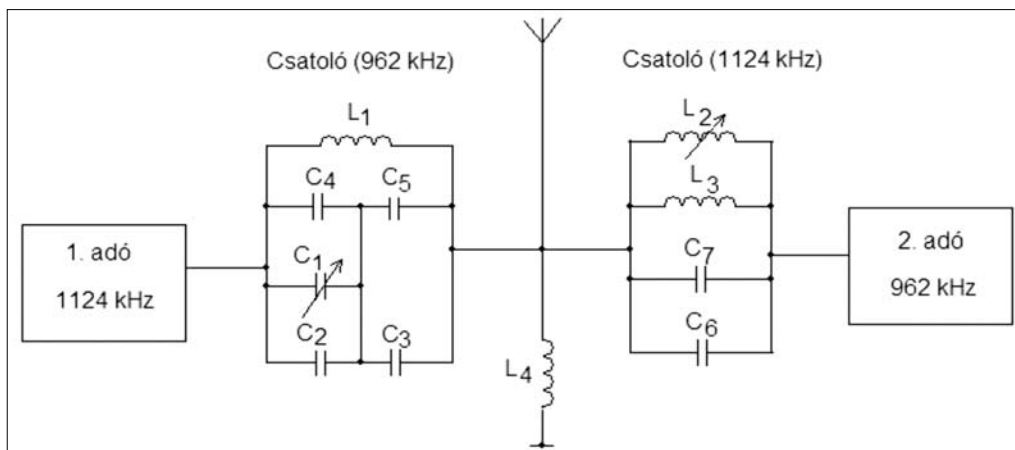 Csatoló (962 kHz)
Csatoló (1124 kHz)
L1
L2
C4
C5
L3
1. adó
1124 kHz
C1
C7
2. adó
962 kHz
C2
C3
C6
L4